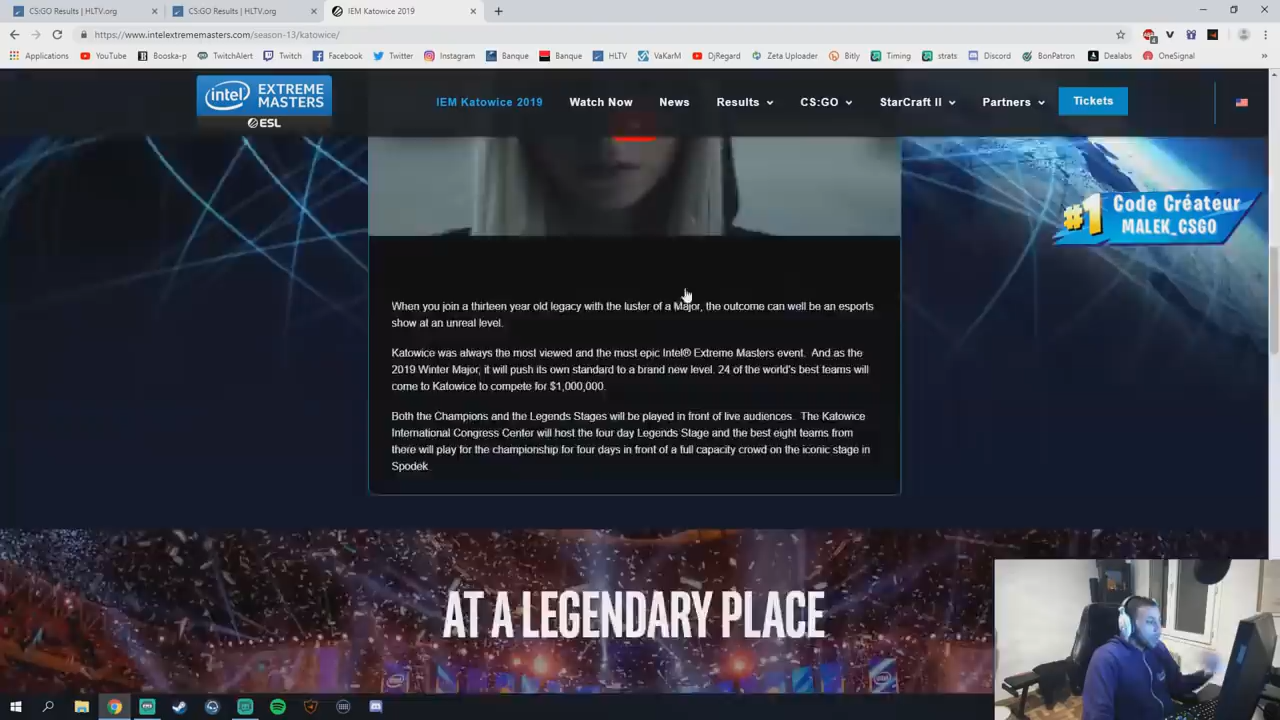 CS:GO Results | HLTV.org
CS:GO Results | HLTV.org
IEM Katowice 2019
https://www.intelextrememasters.com/season-13/katowice/
Applications YouTube Booska-p TwitchAlert Twitch Facebook Twitter Instagram Banque Banque HLTV VaKarM DjRegard Zeta Uploader Bitly Timing strats Discord BonPatron Dealabs OneSignal
intel EXTREME MASTERS
ESL
IEM Katowice 2019 Watch Now News Results CS:GO StarCraft II Partners Tickets
#1 Code Créateur
MALEK_CSGO
When you join a thirteen year old legacy with the luster of a Major, the outcome can well be an esports
show at an unreal level.
Katowice was always the most viewed and the most epic Intel® Extreme Masters event. And as the
2019 Winter Major, it will push its own standard to a brand new level. 24 of the world's best teams will
come to Katowice to compete for $1,000,000.
Both the Champions and the Legends Stages will be played in front of live audiences. The Katowice
International Congress Center will host the four day Legends Stage and the best eight teams from
there will play for the championship for four days in front of a full capacity crowd on the iconic stage in
Spodek.
AT A LEGENDARY PLACE